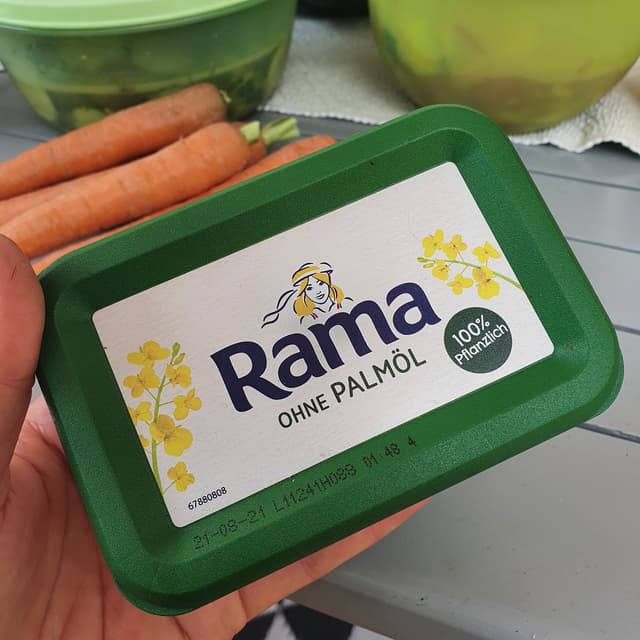 Rama
OHNE PALMÖL
100%
Pflanzlich
67880808
21-08-21 L11241H088 01:48 4